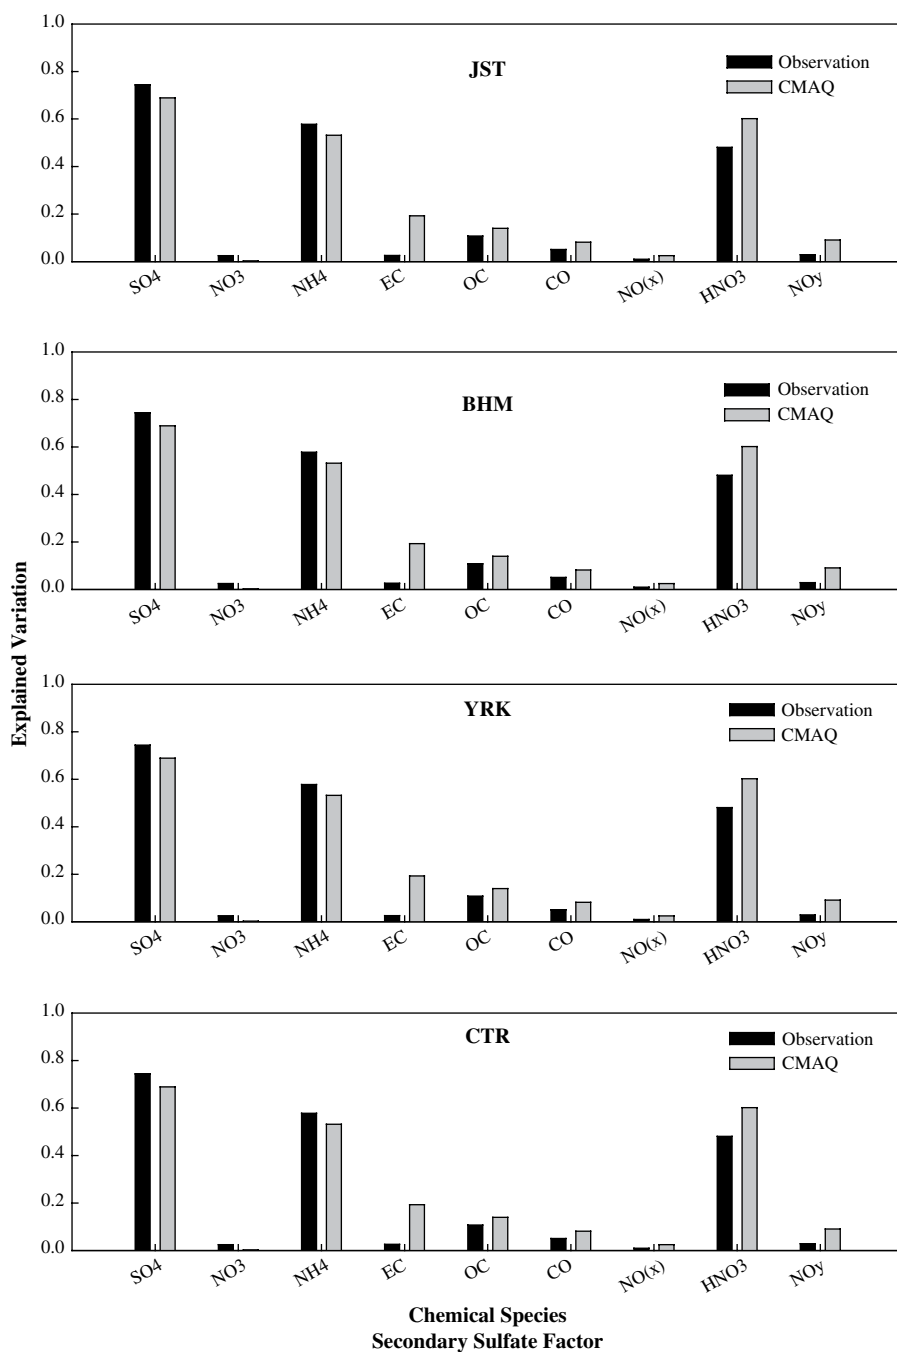 1.0
0.8
0.6
0.4
0.2
0.0
JST
Observation
CMAQ
SO4 NO3 NH4 EC OC CO NO(x) HNO3 NOy
1.0
0.8
0.6
0.4
0.2
0.0
BHM
Observation
CMAQ
SO4 NO3 NH4 EC OC CO NO(x) HNO3 NOy
Explained Variation
1.0
0.8
0.6
0.4
0.2
0.0
YRK
Observation
CMAQ
SO4 NO3 NH4 EC OC CO NO(x) HNO3 NOy
1.0
0.8
0.6
0.4
0.2
0.0
CTR
Observation
CMAQ
SO4 NO3 NH4 EC OC CO NO(x) HNO3 NOy
Chemical Species
Secondary Sulfate Factor